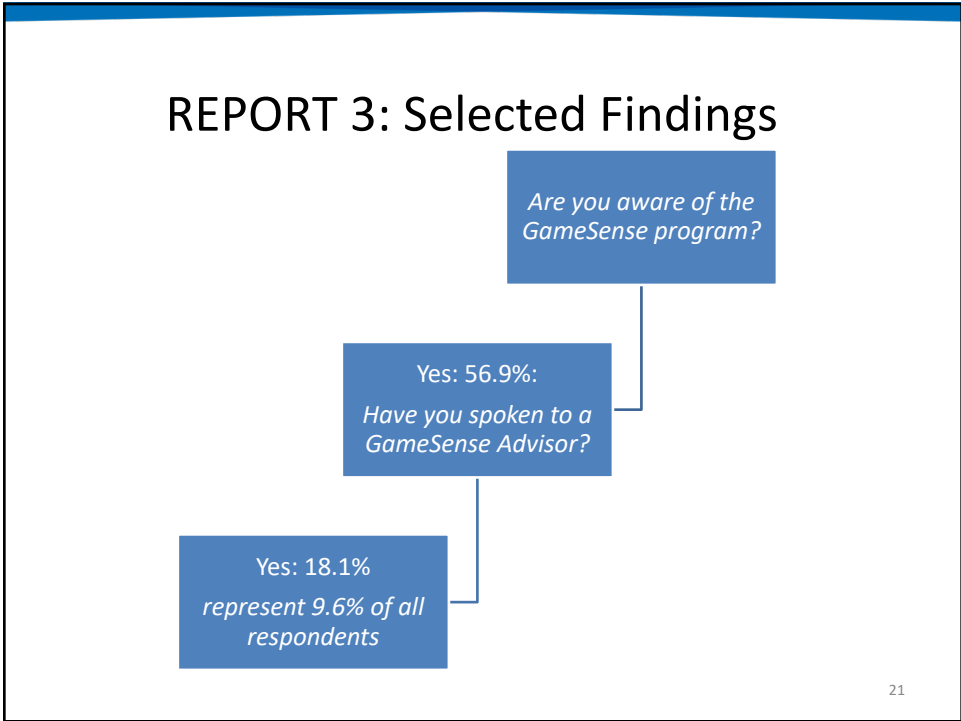 REPORT 3: Selected Findings
Are you aware of the
GameSense program?
Yes: 56.9%:
Have you spoken to a
GameSense Advisor?
Yes: 18.1%
represent 9.6% of all
respondents
21